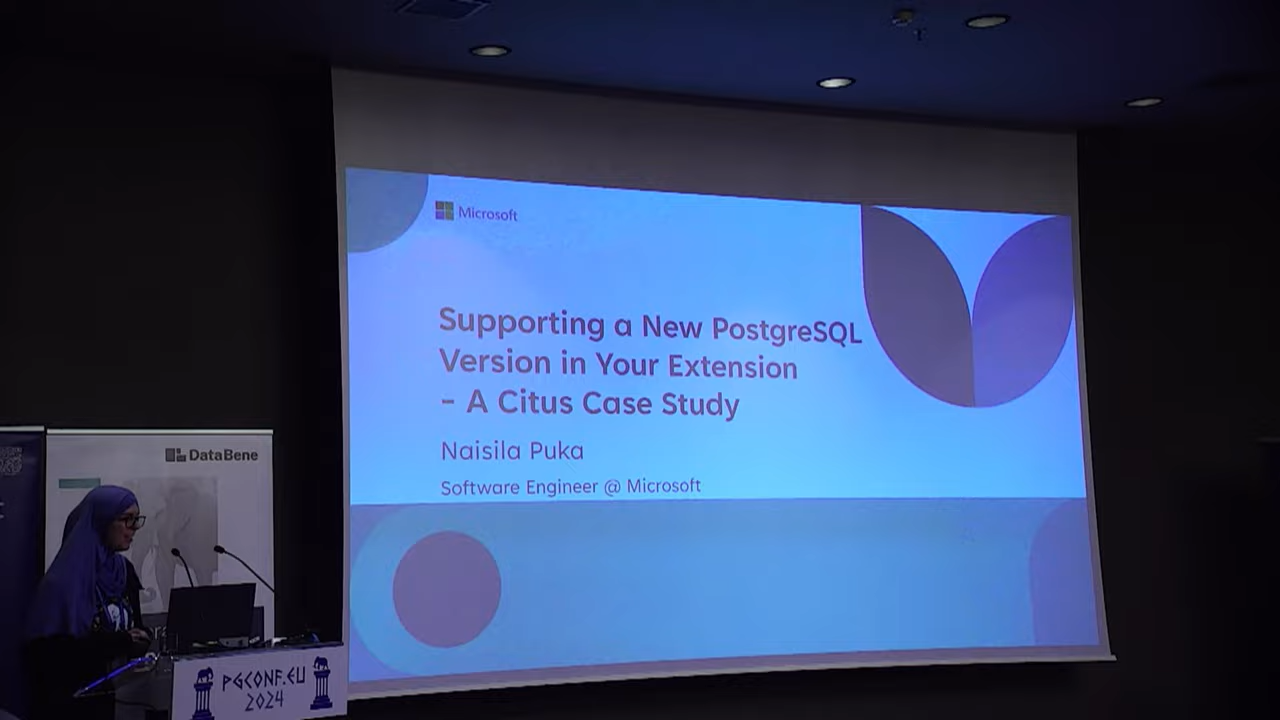 Microsoft
Supporting a New PostgreSQL
Version in Your Extension
– A Citus Case Study
Naisila Puka
Software Engineer @ Microsoft
DataBene
PGCONF.EU
2024